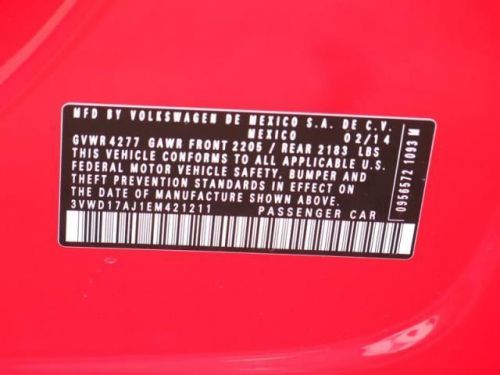 MFD BY VOLKSWAGEN DE MEXICO S.A. DE C.V.
MEXICO 02/14
GVWR 4277 GAWR FRONT 2205 / REAR 2183 LBS
THIS VEHICLE CONFORMS TO ALL APPLICABLE U.S.
FEDERAL MOTOR VEHICLE SAFETY, BUMPER AND
THEFT PREVENTION STANDARDS IN EFFECT ON
THE DATE OF MANUFACTURE SHOWN ABOVE.
3VWD17AJ1EM421211 PASSENGER CAR
0956572 1093 M